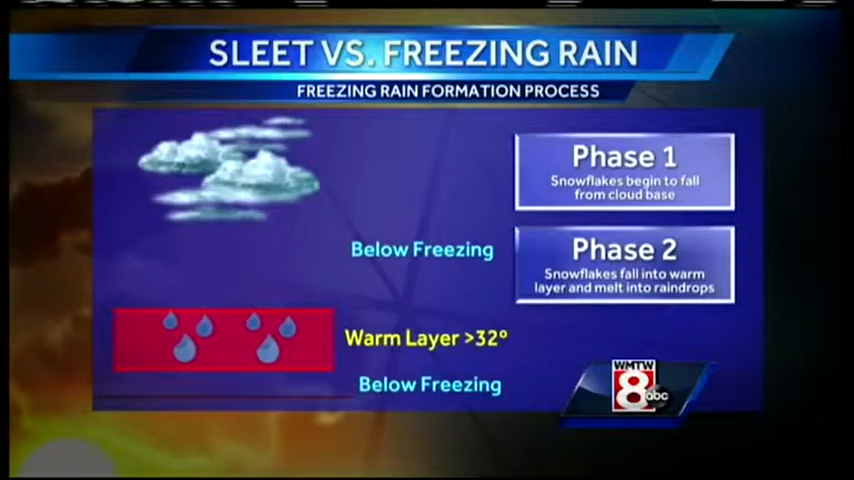 SLEET VS. FREEZING RAIN
FREEZING RAIN FORMATION PROCESS
Phase 1
Snowflakes begin to fall
from cloud base
Below Freezing
Phase 2
Snowflakes fall into warm
layer and melt into raindrops
Warm Layer >32°
Below Freezing
WMTW
8
abc